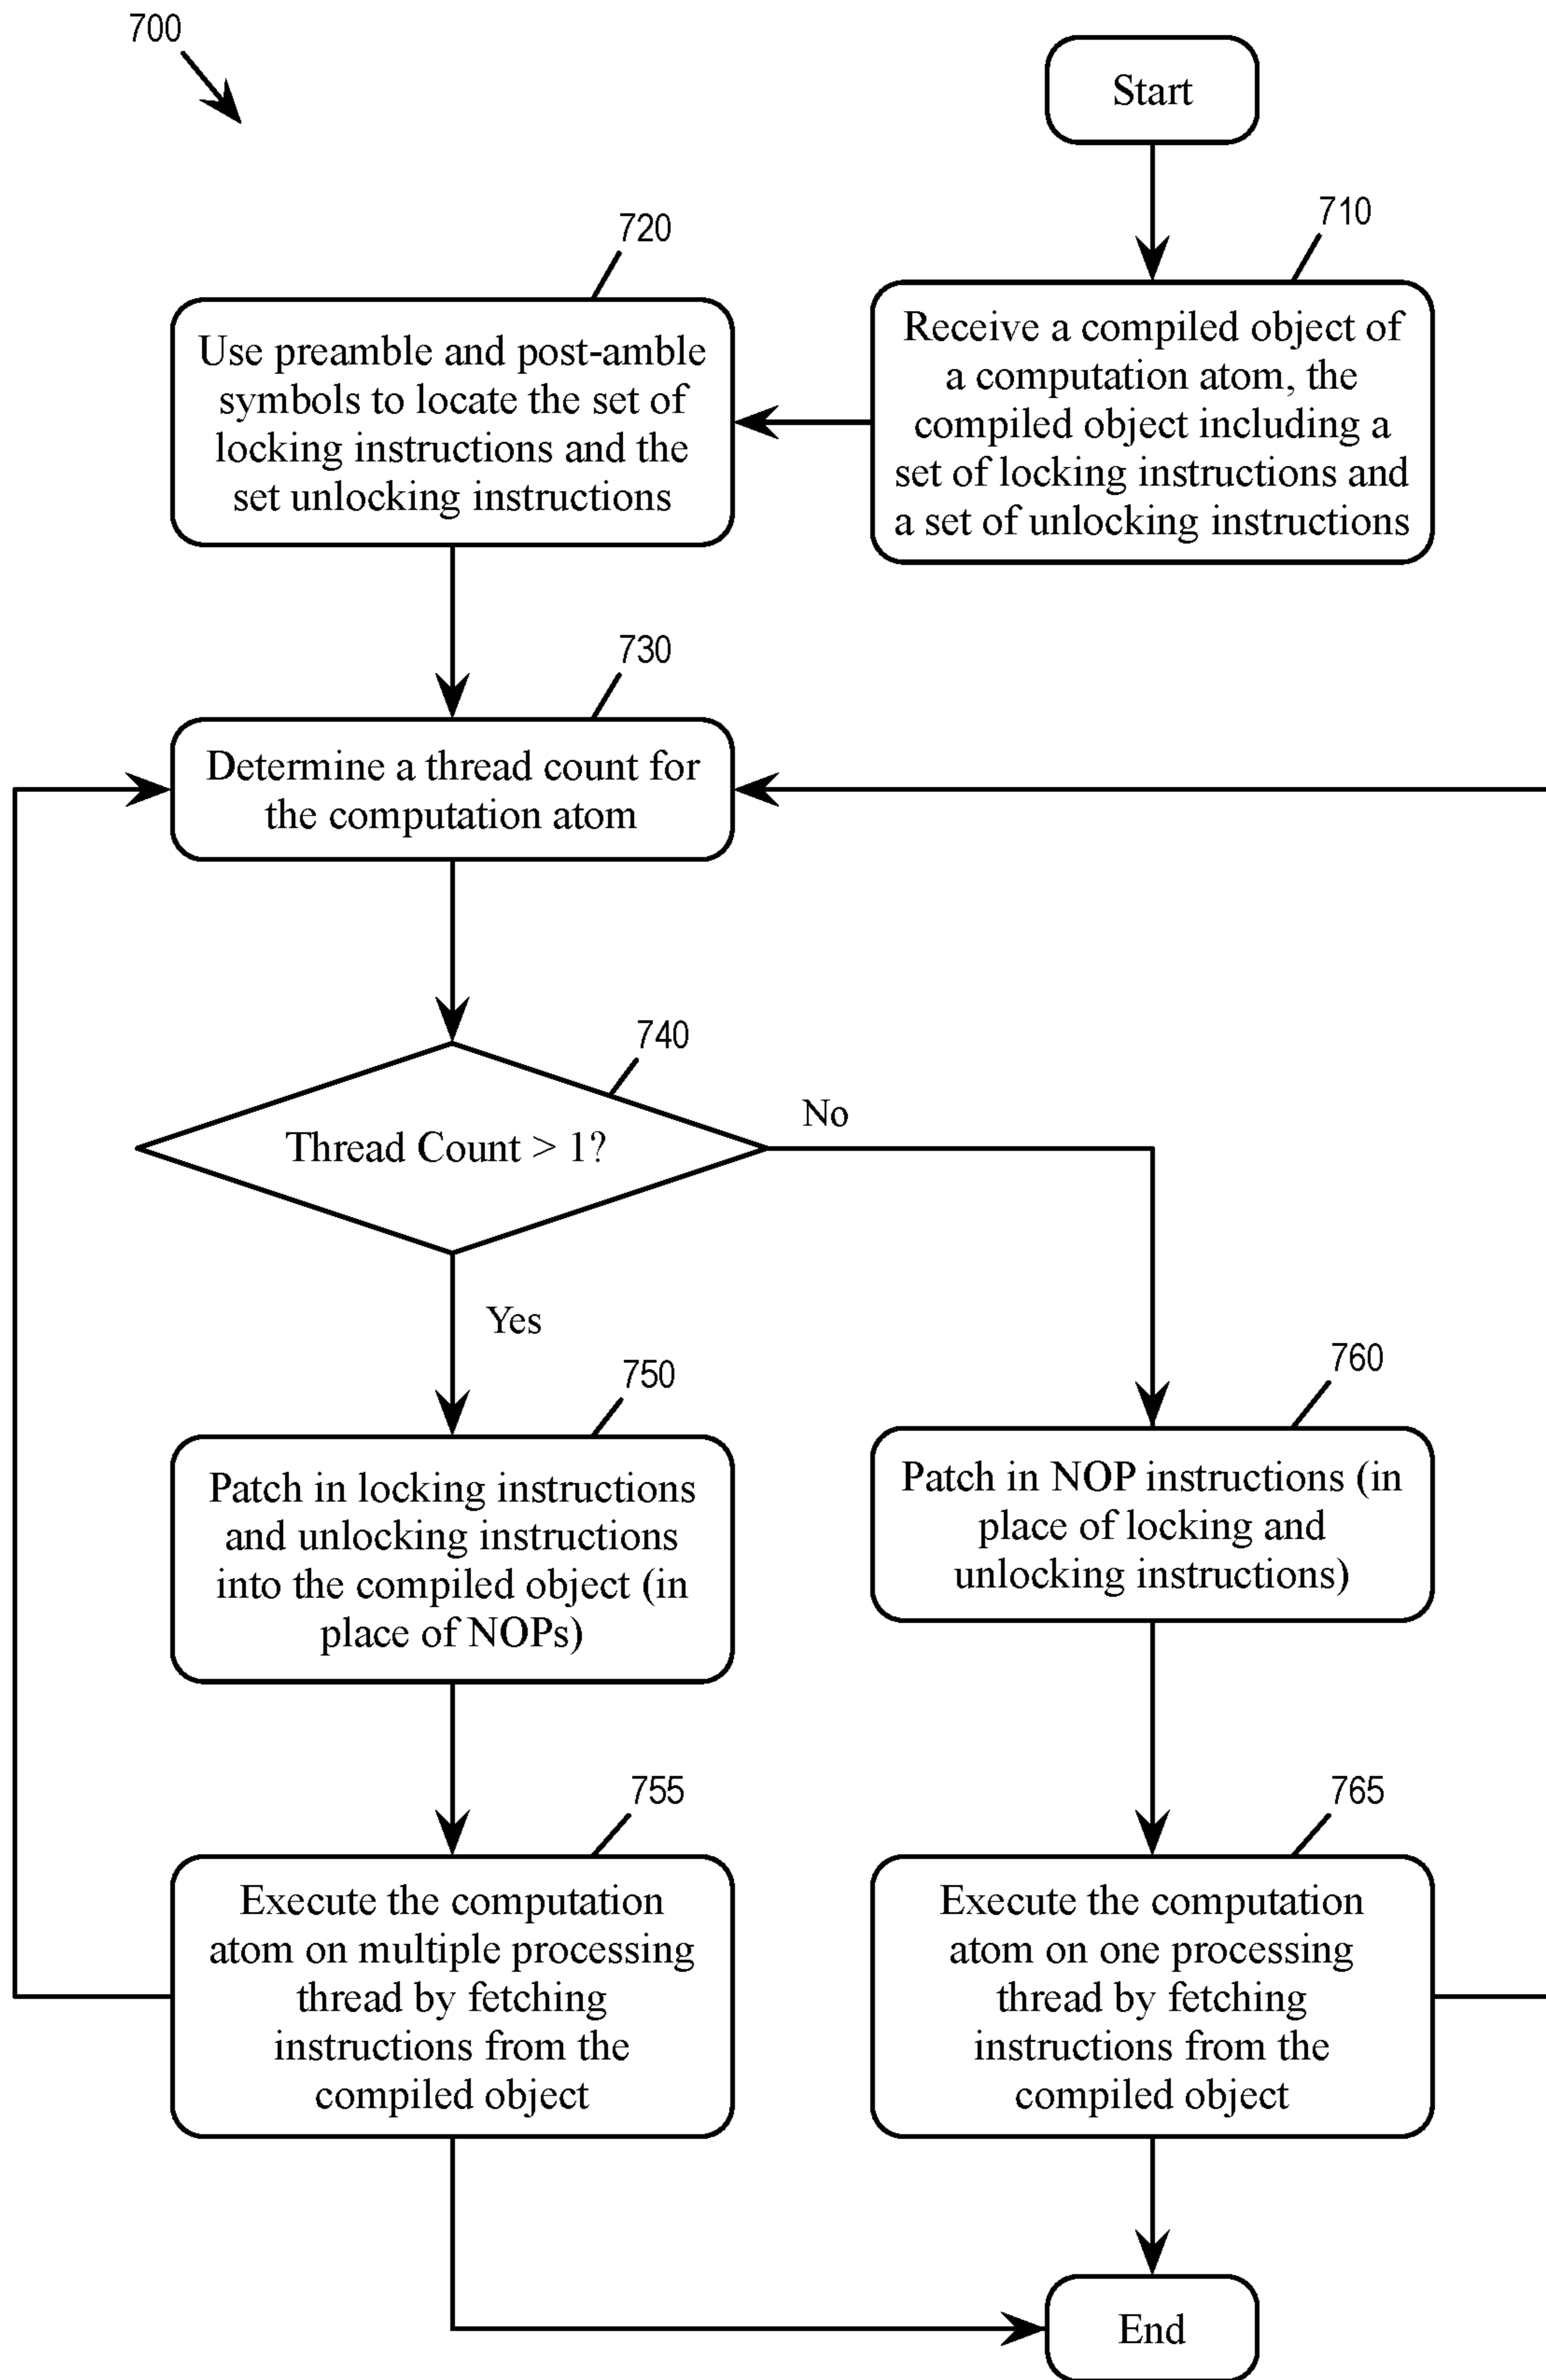 700
Start
710
Receive a compiled object of
a computation atom, the
compiled object including a
set of locking instructions and
a set of unlocking instructions
720
Use preamble and post-amble
symbols to locate the set of
locking instructions and the
set unlocking instructions
730
Determine a thread count for
the computation atom
740
Thread Count > 1?
No
Yes
750
Patch in locking instructions
and unlocking instructions
into the compiled object (in
place of NOPs)
760
Patch in NOP instructions (in
place of locking and
unlocking instructions)
755
Execute the computation
atom on multiple processing
thread by fetching
instructions from the
compiled object
765
Execute the computation
atom on one processing
thread by fetching
instructions from the
compiled object
End